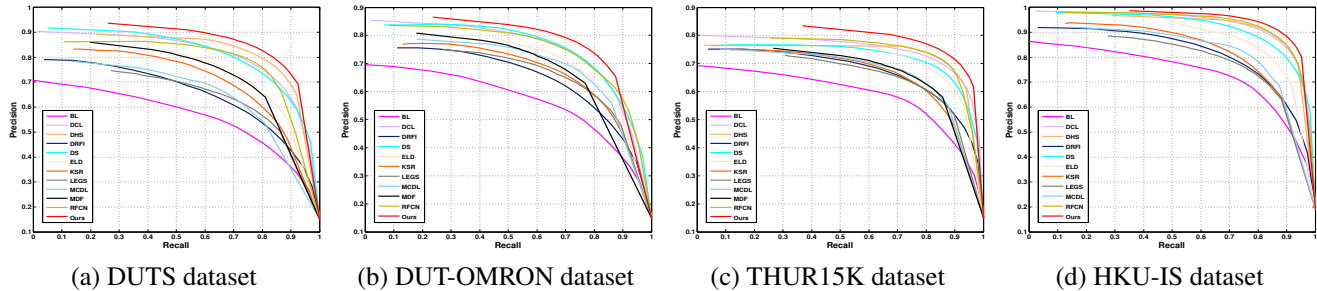 Precision
1
0.9
0.8
0.7
0.6
0.5
0.4
0.3
0.2
0.1
BL
DCL
DHS
DRFI
DS
ELD
KSR
LEGS
MCDL
MDF
RFCN
Ours
0 0.1 0.2 0.3 0.4 0.5 0.6 0.7 0.8 0.9 1
Recall
(a) DUTS dataset
Precision
1
0.9
0.8
0.7
0.6
0.5
0.4
0.3
0.2
0.1
BL
DCL
DHS
DRFI
DS
ELD
KSR
LEGS
MCDL
MDF
RFCN
Ours
0 0.1 0.2 0.3 0.4 0.5 0.6 0.7 0.8 0.9 1
Recall
(b) DUT-OMRON dataset
Precision
1
0.9
0.8
0.7
0.6
0.5
0.4
0.3
0.2
0.1
BL
DCL
DHS
DRFI
DS
ELD
KSR
LEGS
MCDL
MDF
RFCN
Ours
0 0.1 0.2 0.3 0.4 0.5 0.6 0.7 0.8 0.9 1
Recall
(c) THUR15K dataset
Precision
1
0.9
0.8
0.7
0.6
0.5
0.4
0.3
0.2
0.1
BL
DCL
DHS
DRFI
DS
ELD
KSR
LEGS
MCDL
RFCN
Ours
0 0.1 0.2 0.3 0.4 0.5 0.6 0.7 0.8 0.9 1
Recall
(d) HKU-IS dataset